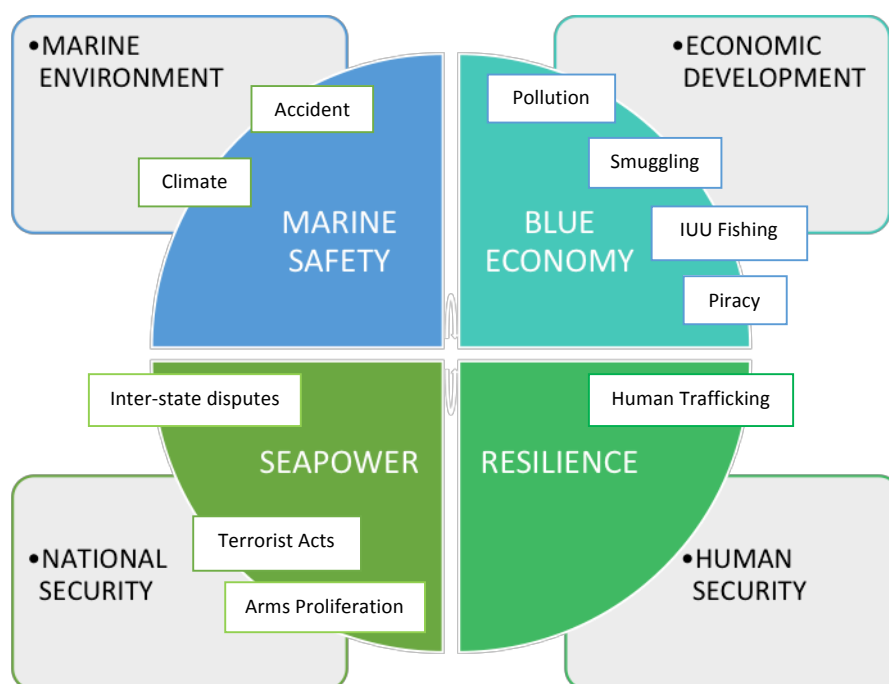 •MARINE
ENVIRONMENT
•ECONOMIC
DEVELOPMENT
Accident
Pollution
Climate
Smuggling
MARINE
SAFETY
BLUE
ECONOMY
IUU Fishing
Piracy
Inter-state disputes
Human Trafficking
SEAPOWER
RESILIENCE
Terrorist Acts
Arms Proliferation
•NATIONAL
SECURITY
•HUMAN
SECURITY